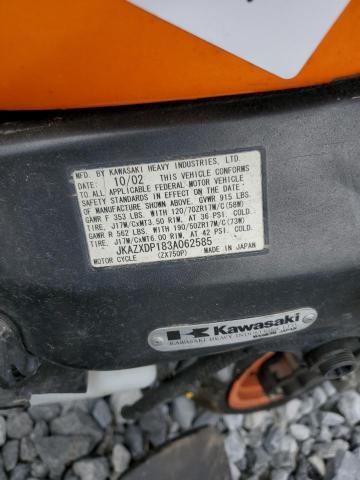 MFD. BY KAWASAKI HEAVY INDUSTRIES, LTD.
DATE: 10/02 THIS VEHICLE CONFORMS
TO ALL APPLICABLE FEDERAL MOTOR VEHICLE
SAFETY STANDARDS IN EFFECT ON THE DATE
OF MANUFACTURE SHOWN ABOVE. GVWR 915 LBS
GAWR F 353 LBS. WITH 120/70ZR17M/C(58W)
TIRE, J17M/CxMT3.50 RIM, AT 36 PSI. COLD.
GAWR R 562 LBS. WITH 190/50ZR17M/C(73W)
TIRE, J17M/CxMT6.00 RIM, AT 42 PSI. COLD.
JKAZXDP183A062585
MOTOR CYCLE (ZX750P) MADE IN JAPAN
Kawasaki
KAWASAKI HEAVY INDUSTRIES, LTD.
MADE IN JAPAN